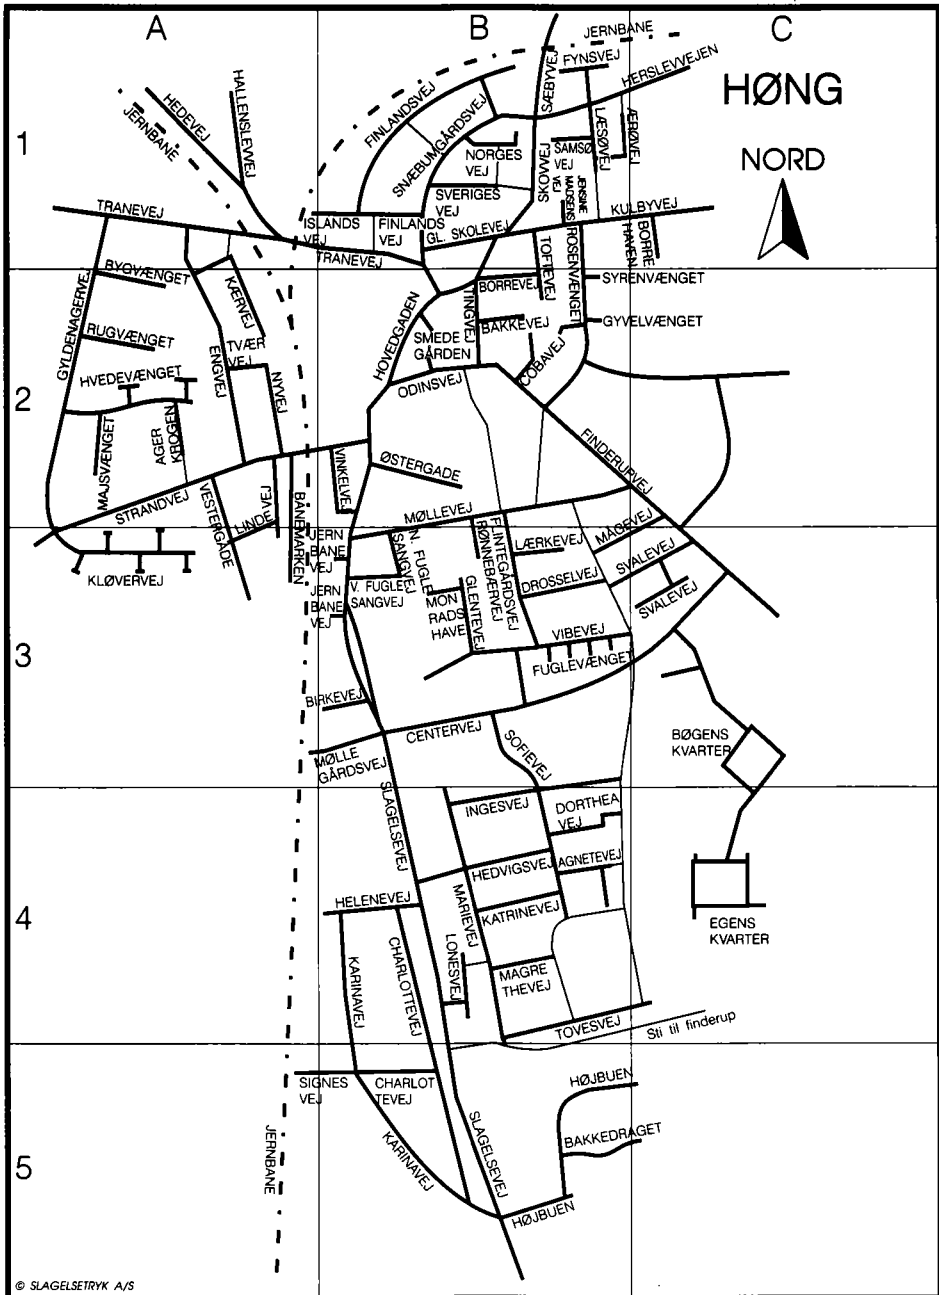 A
B
C
1
2
3
4
5
HØNG
NORD
JERNBANE
FYNSVEJ
HERSLEVVEJEN
SÆBYVEJ
HALLENSLEVVEJ
HEDEVEJ
JERNBANE
FINLANDSVEJ
SNÆBUMGÅRDSVEJ
NORGES
VEJ
SKOVVEJ
SAMSØ
VEJ
LÆSØVEJ
ÆRØVEJ
JENSINE
MADSENS
VEJ
SVERIGES
VEJ
TRANEVEJ
ISLANDS
VEJ
FINLANDS
VEJ
GL. SKOLEVEJ
KULBYVEJ
TRANEVEJ
TOFTEVEJ
ROSENVÆNGET
BORRE
HAVEN
BYGVÆNGET
GYLDENAGERVEJ
KÆRVEJ
BORREVEJ
SYRENVÆNGET
TINGVEJ
HOVEDGADEN
BAKKEVEJ
GYVELVÆNGET
RUGVÆNGET
SMEDE
GÅRDEN
TVÆR
VEJ
ENGVEJ
NYVEJ
COBAVEJ
HVEDEVÆNGET
ODINSVEJ
MAJSVÆNGET
AGER
KROGEN
FINDERUPVEJ
ØSTERGADE
VINKELVEJ
STRANDVEJ
VESTERGADE
LINDE
VEJ
BANEMARKEN
MØLLEVEJ
MÅGEVEJ
JERN
BANE
VEJ
N. FUGLE
SANGVEJ
RØNNEBÆRVEJ
FLINTEGÅRDSVEJ
LÆRKEVEJ
SVALEVEJ
KLØVERVEJ
V. FUGLE
SANGVEJ
DROSSELVEJ
SVALEVEJ
JERN
BANE
VEJ
MON
RADS
HAVE
GLENTEVEJ
VIBEVEJ
FUGLEVÆNGET
BIRKEVEJ
CENTERVEJ
SOFIEVEJ
BØGENS
KVARTER
MØLLE
GÅRDSVEJ
SLAGELSEVEJ
INGESVEJ
DORTHEA
VEJ
HEDVIGSVEJ
AGNETEVEJ
HELENEVEJ
MARIEVEJ
KATRINEVEJ
EGENS
KVARTER
KARINAVEJ
CHARLOTTEVEJ
LONESVEJ
MAGRE
THEVEJ
TOVESVEJ
Sti til finderup
SIGNES
VEJ
CHARLOT
TEVEJ
HØJBUEN
JERNBANE
KARINAVEJ
SLAGELSEVEJ
BAKKEDRAGET
HØJBUEN
© SLAGELSETRYK A/S